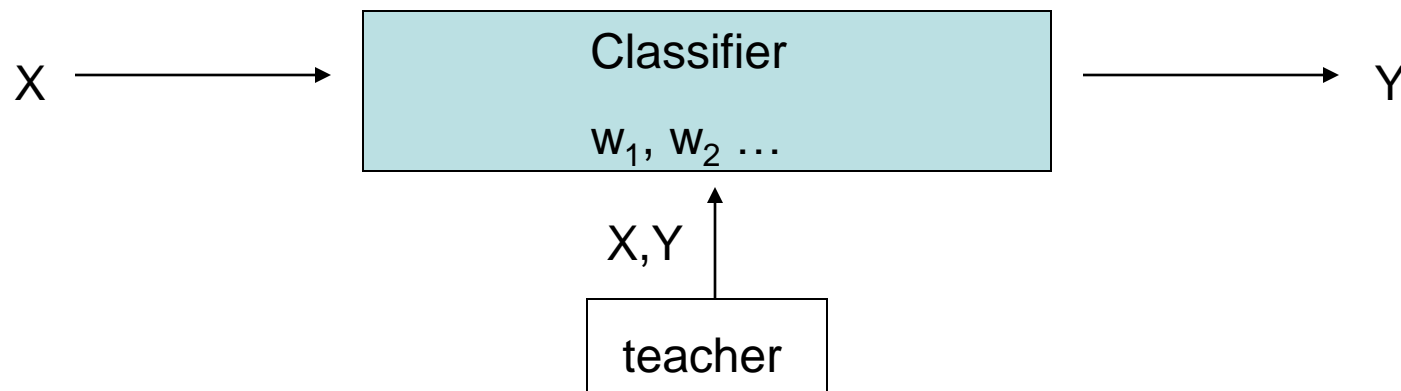 Classifier
X
Y
w₁, w₂ …
X,Y
teacher